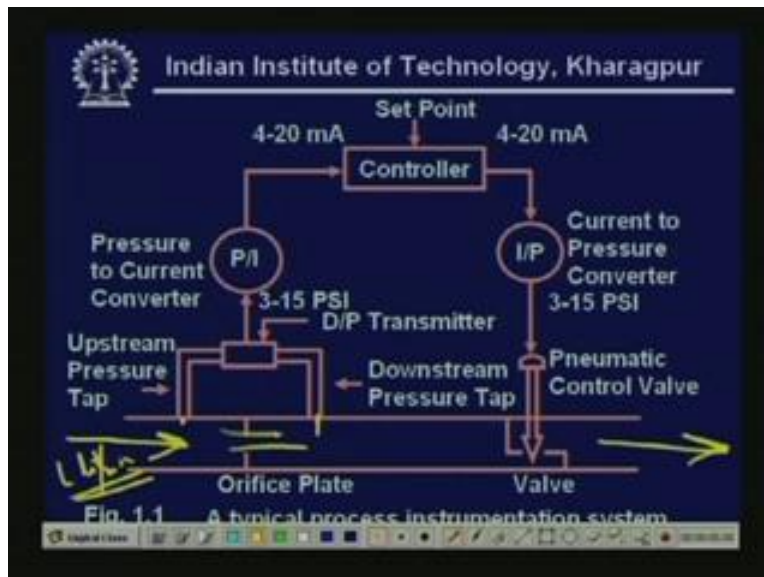 Indian Institute of Technology, Kharagpur
Set Point
4-20 mA
4-20 mA
Controller
Pressure
to Current
Converter
P/I
I/P
Current to
Pressure
Converter
3-15 PSI
3-15 PSI
D/P Transmitter
Upstream
Pressure
Tap
Downstream
Pressure Tap
Pneumatic
Control Valve
Orifice Plate
Valve
Fig. 1.1 A typical process instrumentation system